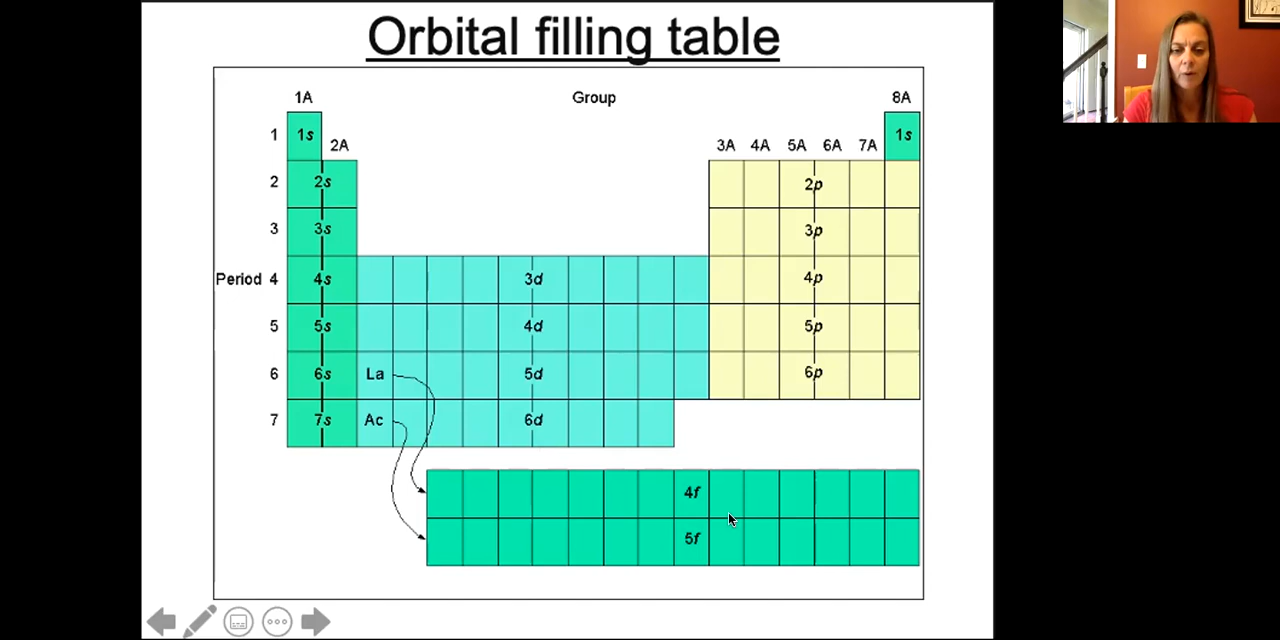 Orbital filling table
1A Group 8A
1 1s 1s
2A 3A 4A 5A 6A 7A
2 2s 2p
3 3s 3p
Period 4 4s 3d 4p
5 5s 4d 5p
6 6s La 5d 6p
7 7s Ac 6d
4f
5f